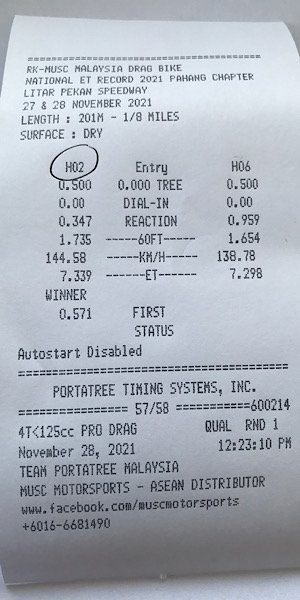 ==========================================
RK-MUSC MALAYSIA DRAG BIKE
NATIONAL ET RECORD 2021 PAHANG CHAPTER
LITAR PEKAN SPEEDWAY
27 & 28 NOVEMBER 2021
LENGTH : 201M - 1/8 MILES
SURFACE : DRY
H02 Entry H06
0.500 0.000 TREE 0.500
0.00 DIAL-IN 0.00
0.347 REACTION 0.959
1.735 ------60FT----- 1.654
144.58 ------KM/H----- 138.78
7.339 -------ET------ 7.298
WINNER
0.571 FIRST
STATUS
Autostart Disabled
==========================================
PORTATREE TIMING SYSTEMS, INC.
================ 57/58 ===========600214
4T<125cc PRO DRAG QUAL RND 1
November 28, 2021 12:23:10 PM
TEAM PORTATREE MALAYSIA
MUSC MOTORSPORTS - ASEAN DISTRIBUTOR
www.facebook.com/muscmotorsports
+6016-6681490